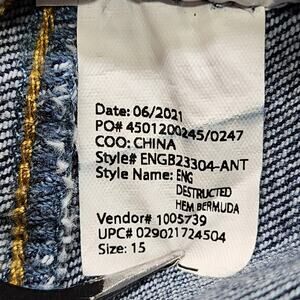 Date: 06/2021
PO# 4501200245/0247
COO: CHINA
Style# ENGB23304-ANT
Style Name: ENG
DESTRUCTED
HEM BERMUDA
Vendor# 1005739
UPC# 029021724504
Size: 15